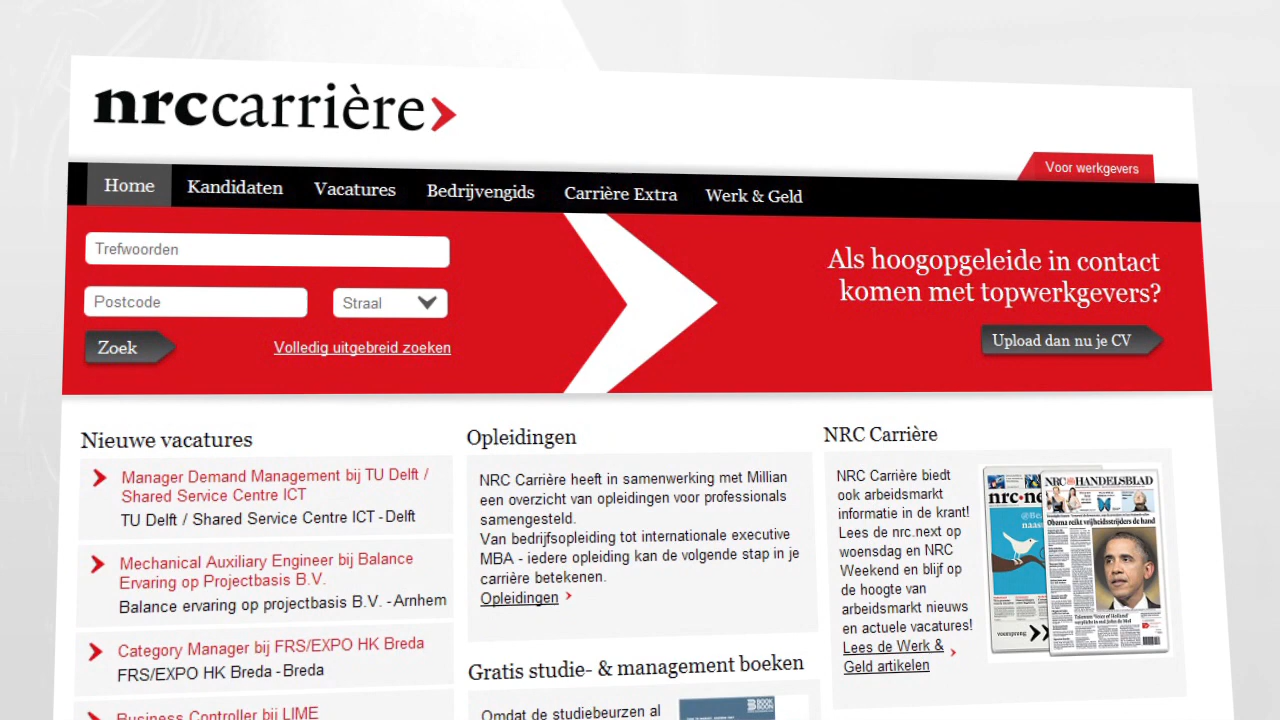 nrccarrière
Voor werkgevers
Home Kandidaten Vacatures Bedrijvengids Carrière Extra Werk & Geld
Trefwoorden
Postcode Straal
Zoek Volledig uitgebreid zoeken
Als hoogopgeleide in contact
komen met topwerkgevers?
Upload dan nu je CV
Nieuwe vacatures
Manager Demand Management bij TU Delft /
Shared Service Centre ICT
TU Delft / Shared Service Centre ICT - Delft
Mechanical Auxiliary Engineer bij Balance
Ervaring op Projectbasis B.V.
Balance ervaring op projectbasis B.V. - Arnhem
Category Manager bij FRS/EXPO HK Breda
FRS/EXPO HK Breda - Breda
Business Controller bij LIME
Opleidingen
NRC Carrière heeft in samenwerking met Millian
een overzicht van opleidingen voor professionals
samengesteld.
Van bedrijfsopleiding tot internationale executive
MBA - iedere opleiding kan de volgende stap in je
carrière betekenen.
Opleidingen
Gratis studie- & management boeken
Omdat de studiebeurzen al
BOOK
BOON
NRC Carrière
NRC Carrière biedt
ook arbeidsmarkt
informatie in de krant!
Lees de nrc.next op
woensdag en NRC
Weekend en blijf op
de hoogte van
arbeidsmarkt nieuws
en actuele vacatures!
Lees de Werk &
Geld artikelen
NRC HANDELSBLAD
Obama reikt vrijheidsstrijders de hand
voorsprong